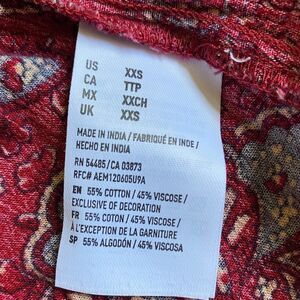 US XXS
CA TTP
MX XXCH
UK XXS
MADE IN INDIA / FABRIQUÉ EN INDE /
HECHO EN INDIA
RN 54485/CA 03873
RFC# AEM120605U9A
EN 55% COTTON / 45% VISCOSE /
EXCLUSIVE OF DECORATION
FR 55% COTON / 45% VISCOSE /
À L'EXCEPTION DE LA GARNITURE
SP 55% ALGODÓN / 45% VISCOSA